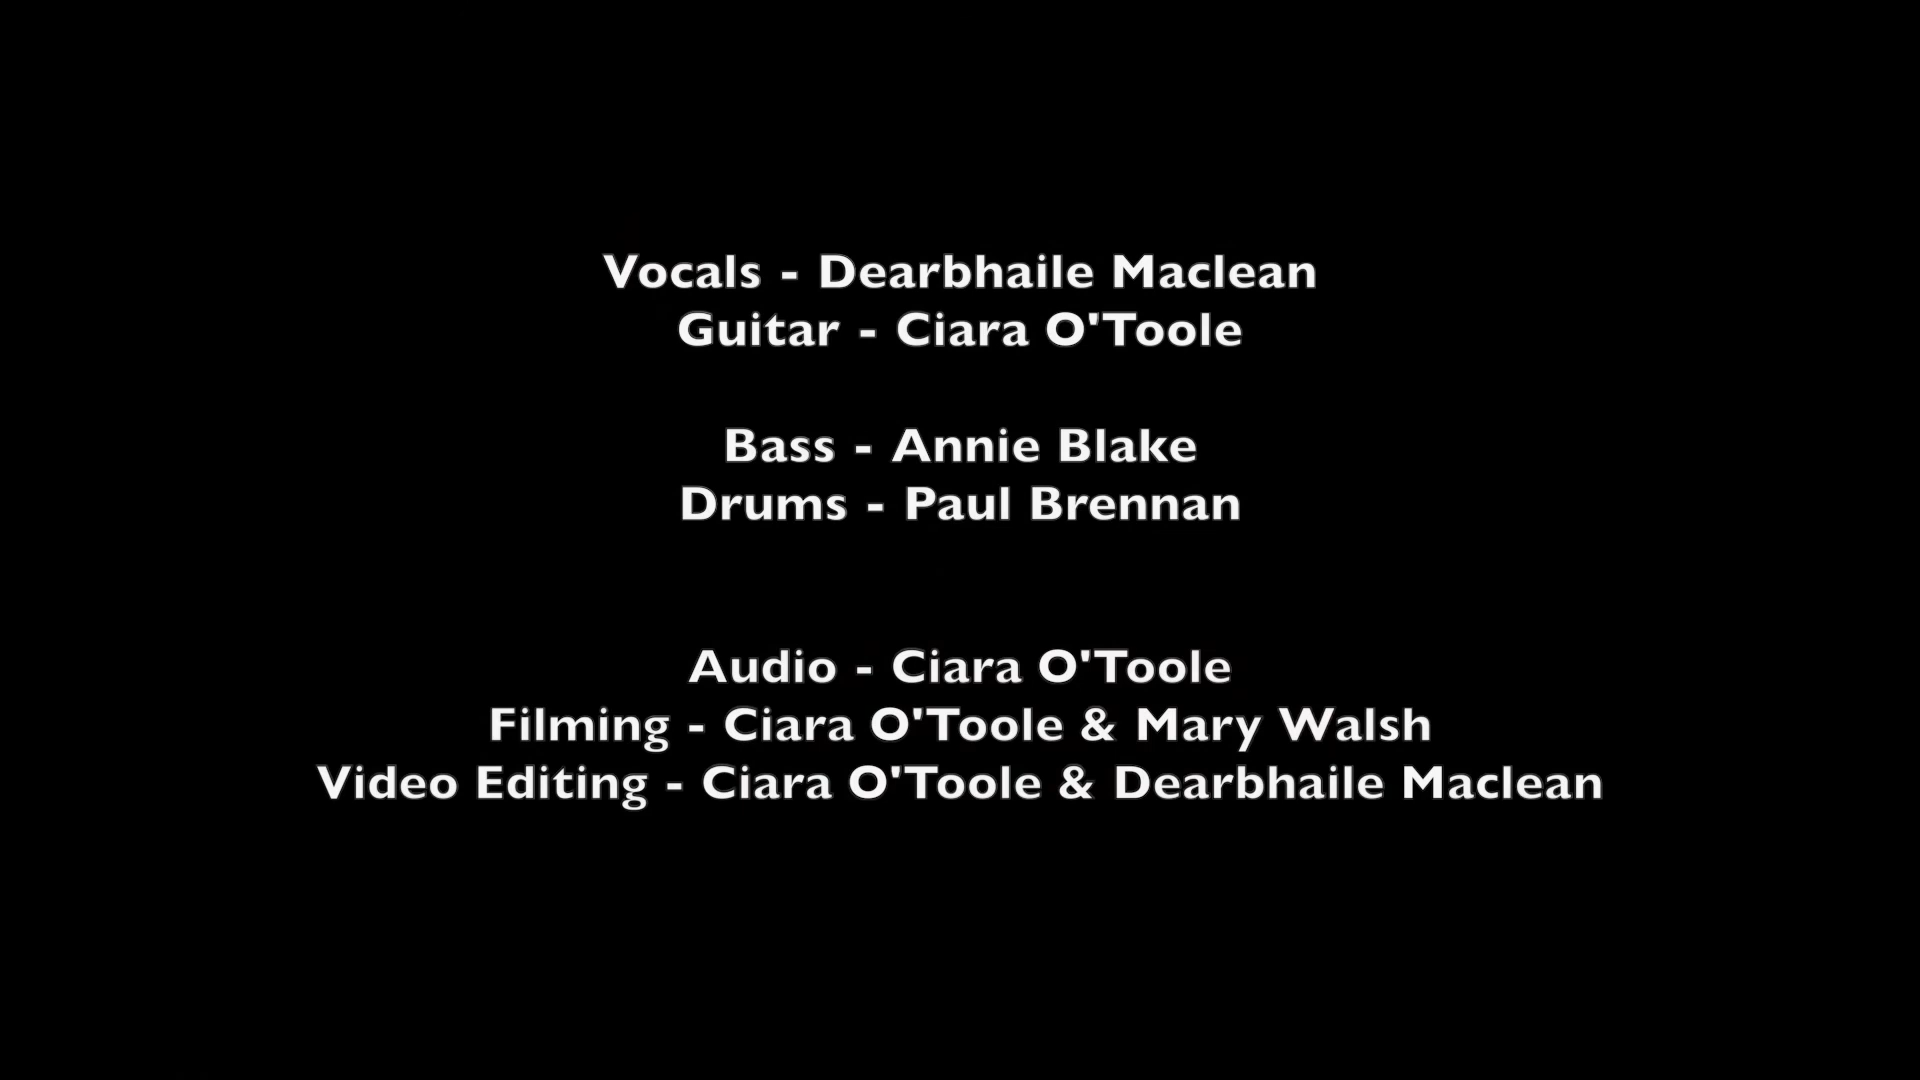 Vocals - Dearbhaile Maclean
Guitar - Ciara O'Toole
Bass - Annie Blake
Drums - Paul Brennan
Audio - Ciara O'Toole
Filming - Ciara O'Toole & Mary Walsh
Video Editing - Ciara O'Toole & Dearbhaile Maclean